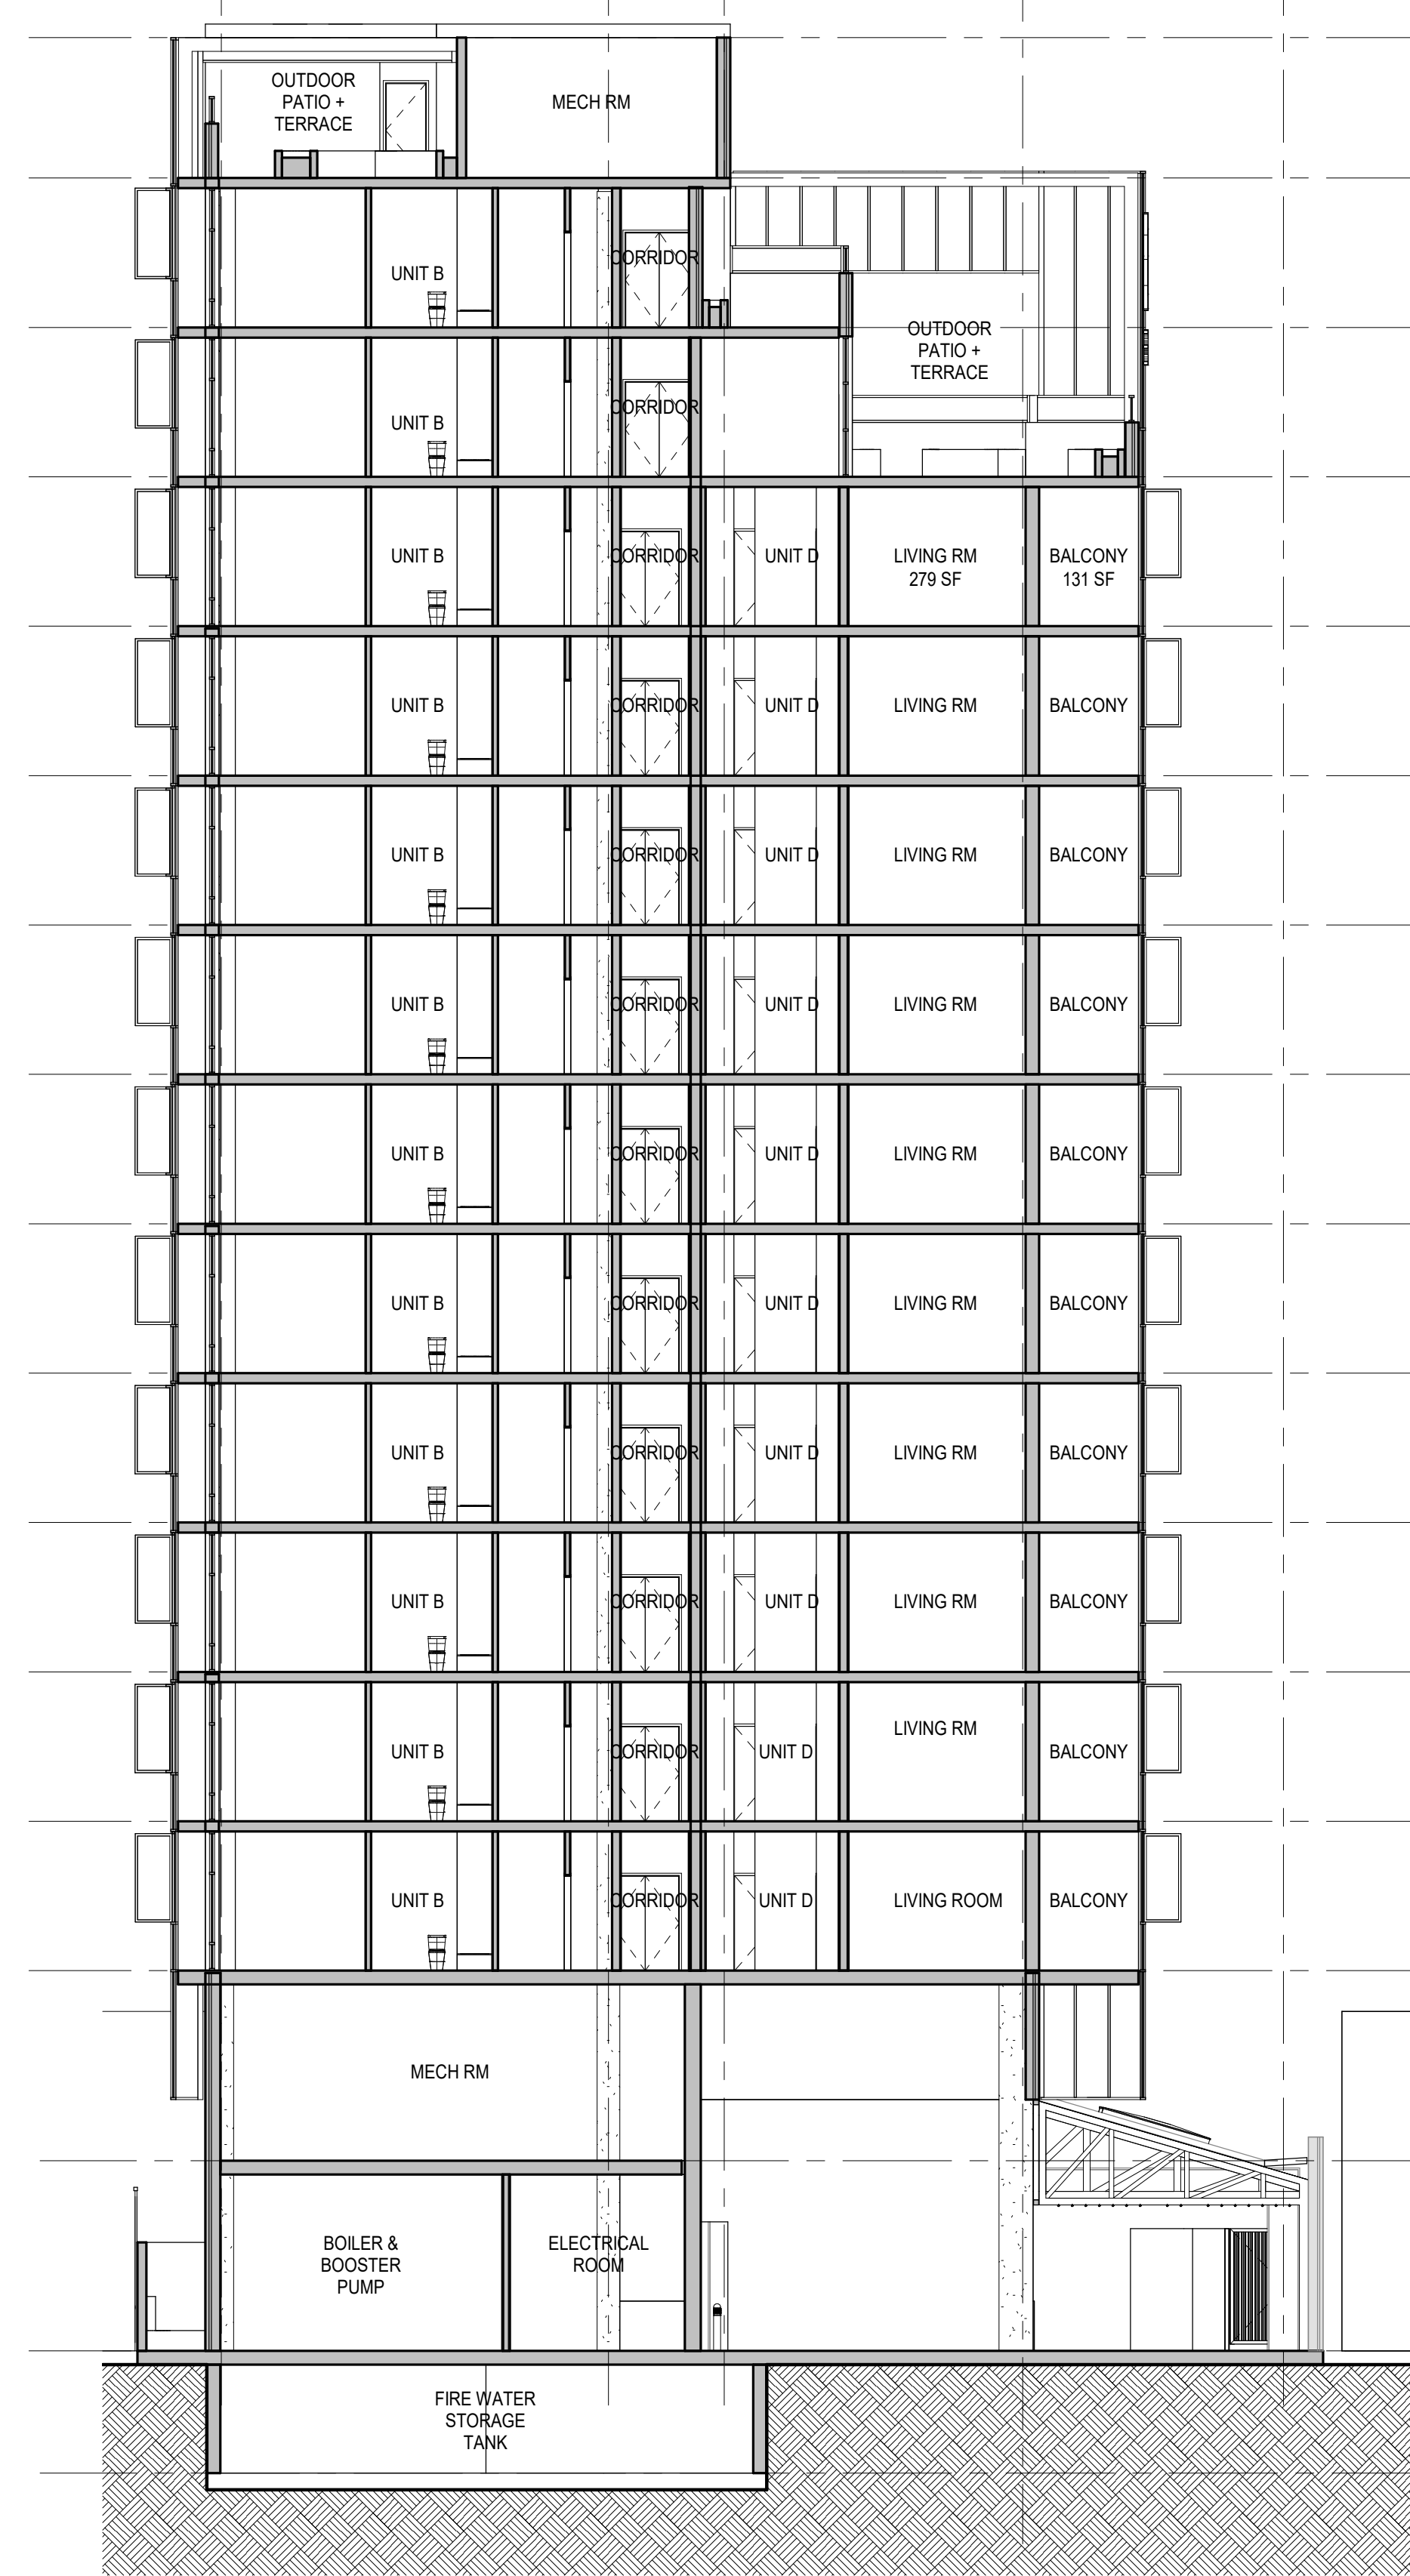 OUTDOOR
PATIO +
TERRACE
MECH RM
UNIT B
CORRIDOR
OUTDOOR
PATIO +
TERRACE
UNIT B
CORRIDOR
UNIT B
CORRIDOR
UNIT D
LIVING RM
279 SF
BALCONY
131 SF
UNIT B
CORRIDOR
UNIT D
LIVING RM
BALCONY
UNIT B
CORRIDOR
UNIT D
LIVING RM
BALCONY
UNIT B
CORRIDOR
UNIT D
LIVING RM
BALCONY
UNIT B
CORRIDOR
UNIT D
LIVING RM
BALCONY
UNIT B
CORRIDOR
UNIT D
LIVING RM
BALCONY
UNIT B
CORRIDOR
UNIT D
LIVING RM
BALCONY
UNIT B
CORRIDOR
UNIT D
LIVING RM
BALCONY
UNIT B
CORRIDOR
UNIT D
LIVING RM
BALCONY
UNIT B
CORRIDOR
UNIT D
LIVING ROOM
BALCONY
MECH RM
BOILER &
BOOSTER
PUMP
ELECTRICAL
ROOM
FIRE WATER
STORAGE
TANK